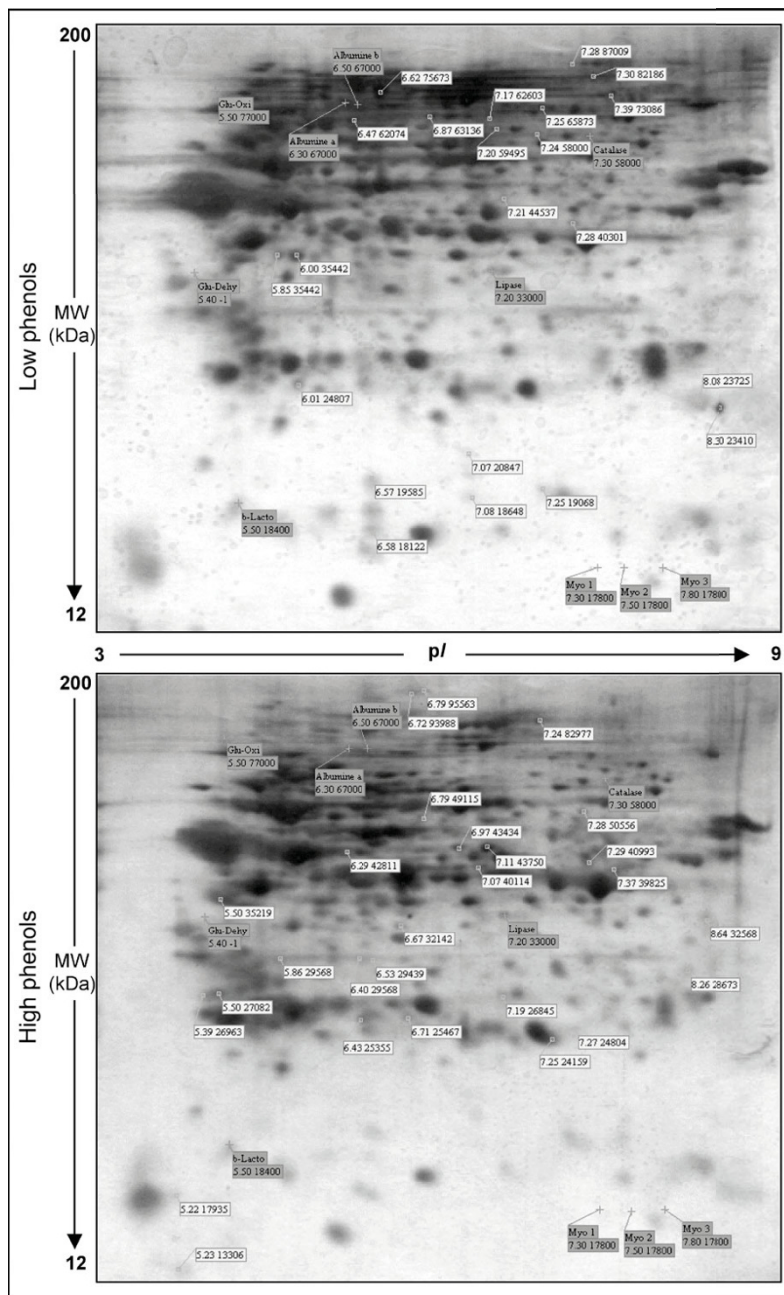 200
Low phenols
MW
(kDa)
12
Albumine b
6.50 67000
6.62 75673
7.28 87009
7.30 82186
Glu-Oxi
5.50 77000
7.17 62603
7.39 73086
7.25 65873
6.47 62074
6.87 63136
Albumine a
6.30 67000
7.20 59495
7.24 58000
Catalase
7.30 58000
7.21 44537
7.28 40301
6.00 35442
Glu-Dehy
5.40 -1
5.85 35442
Lipase
7.20 33000
8.08 23725
6.01 24807
8.30 23410
7.07 20847
6.57 19585
7.25 19068
7.08 18648
b-Lacto
5.50 18400
6.58 18122
Myo 1
7.30 17800
Myo 2
7.50 17800
Myo 3
7.80 17800
3 pI 9
200
High phenols
MW
(kDa)
12
6.79 95563
Albumine b
6.50 67000
6.72 93988
7.24 82977
Glu-Oxi
5.50 77000
Albumine a
6.30 67000
Catalase
7.30 58000
6.79 49115
7.28 50556
6.97 43434
6.29 42811
7.11 43750
7.29 40993
7.07 40114
7.37 39825
5.50 35219
Glu-Dehy
5.40 -1
Lipase
7.20 33000
8.64 32568
6.67 32142
5.86 29568
6.53 29439
6.40 29568
8.26 28673
5.50 27082
7.19 26845
5.39 26963
6.71 25467
6.43 25355
7.27 24804
7.25 24159
b-Lacto
5.50 18400
5.22 17935
Myo 1
7.30 17800
Myo 2
7.50 17800
Myo 3
7.80 17800
5.23 13306